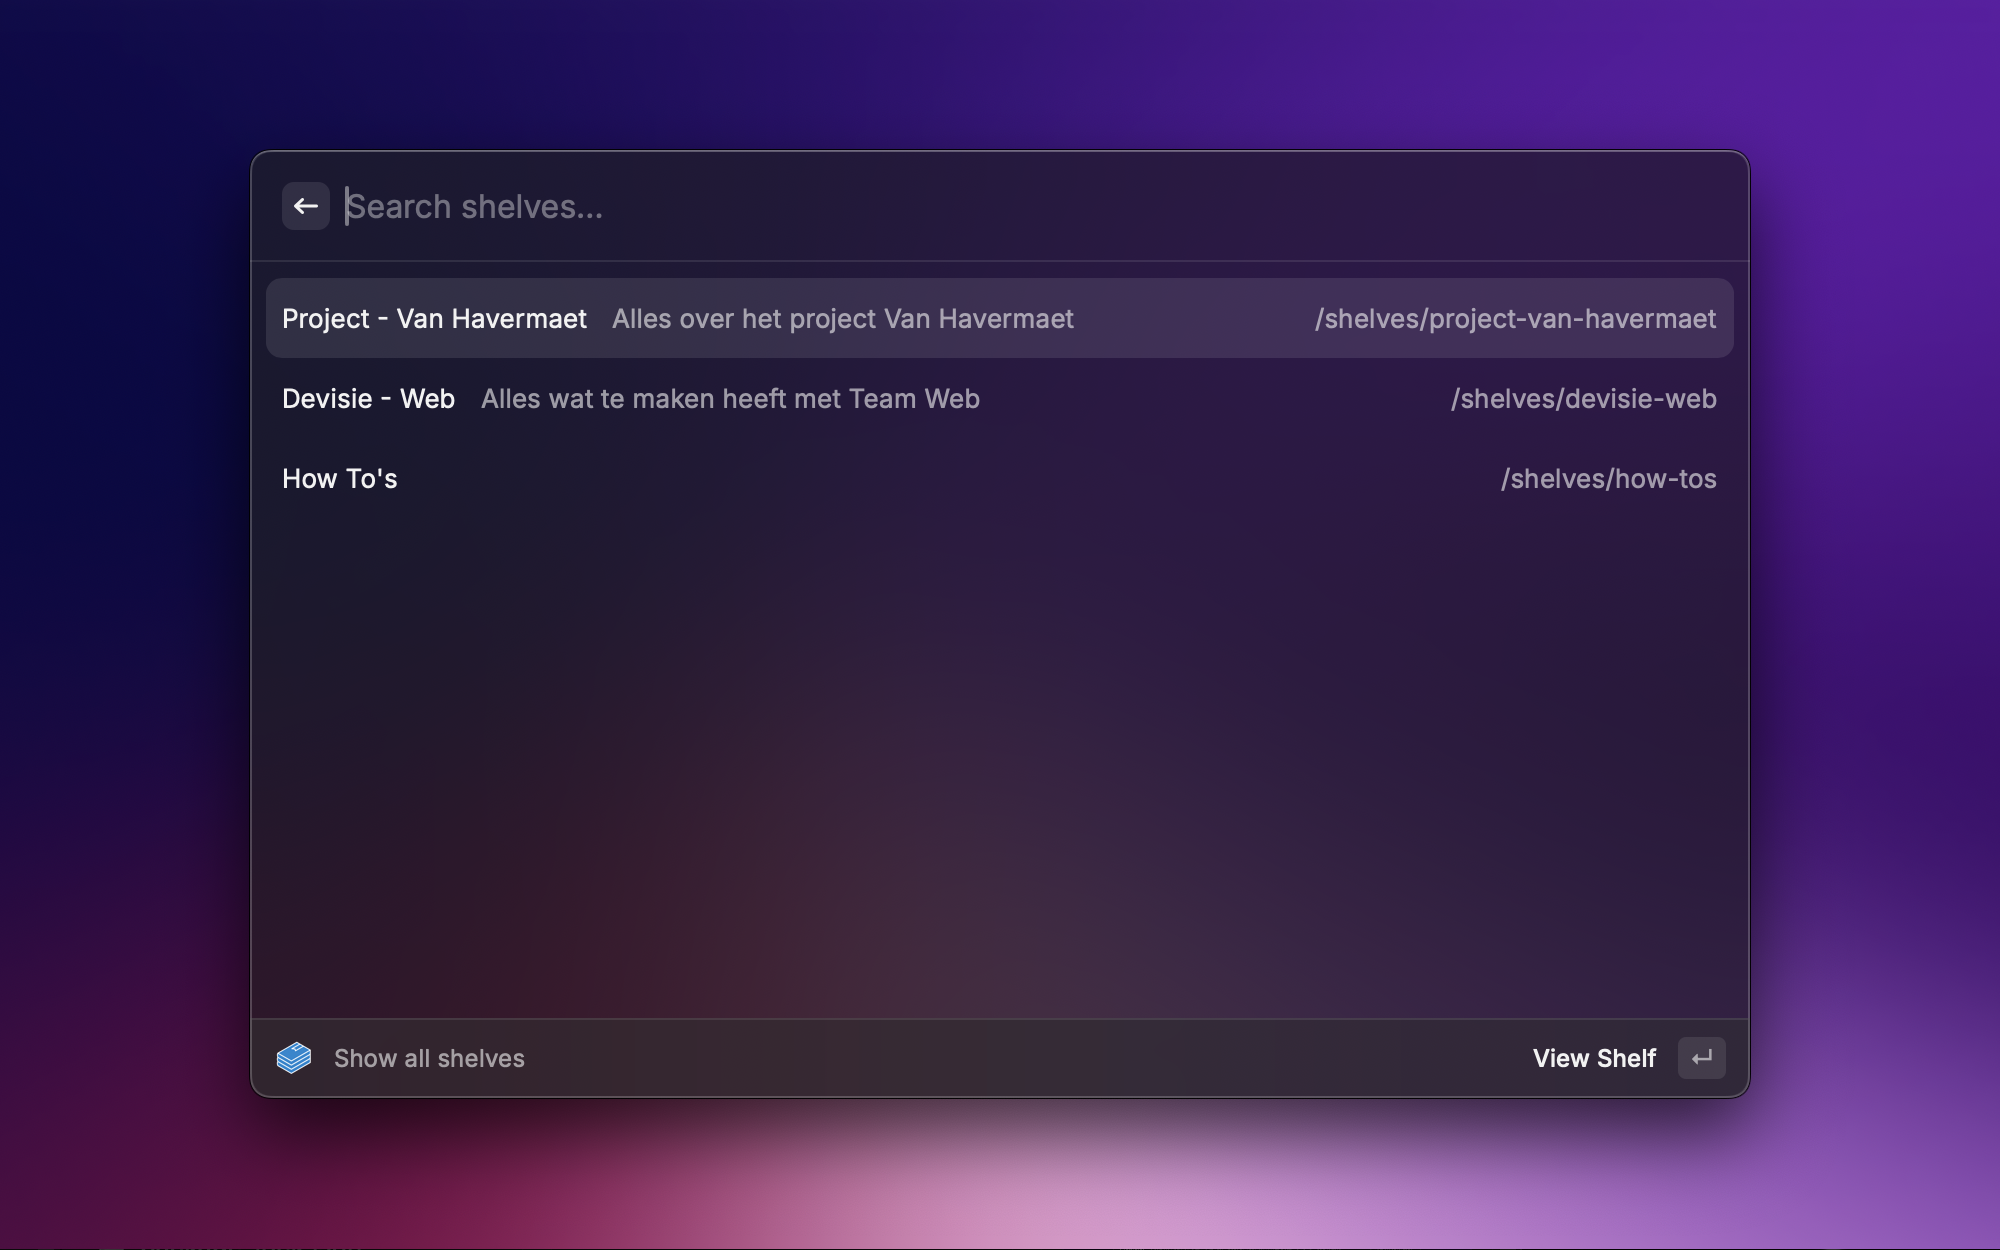 Search shelves...
Project - Van Havermaet Alles over het project Van Havermaet /shelves/project-van-havermaet
Devisie - Web Alles wat te maken heeft met Team Web /shelves/devisie-web
How To's /shelves/how-tos
Show all shelves View Shelf